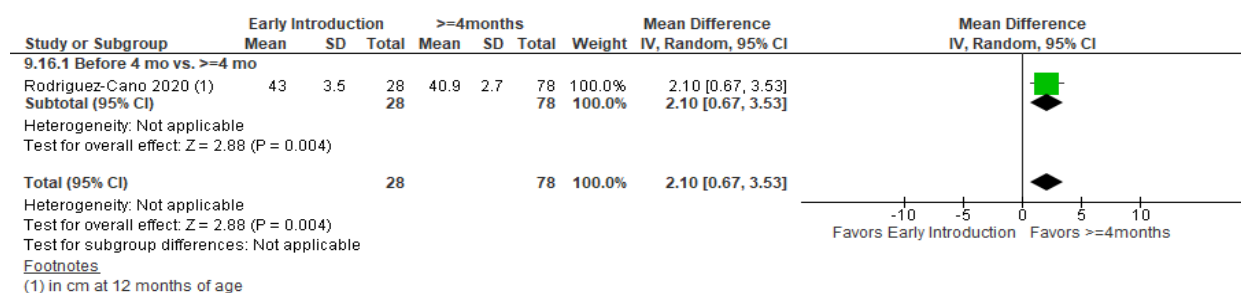 Early Introduction >=4months Mean Difference Mean Difference
Study or Subgroup Mean SD Total Mean SD Total Weight IV, Random, 95% CI IV, Random, 95% CI
9.16.1 Before 4 mo vs. >=4 mo
Rodriguez-Cano 2020 (1) 43 3.5 28 40.9 2.7 78 100.0% 2.10 [0.67, 3.53]
Subtotal (95% CI) 28 78 100.0% 2.10 [0.67, 3.53]
Heterogeneity: Not applicable
Test for overall effect: Z = 2.88 (P = 0.004)
Total (95% CI) 28 78 100.0% 2.10 [0.67, 3.53]
Heterogeneity: Not applicable
Test for overall effect: Z = 2.88 (P = 0.004)
Test for subgroup differences: Not applicable
Footnotes
(1) in cm at 12 months of age
-10 -5 0 5 10
Favors Early Introduction Favors >=4months